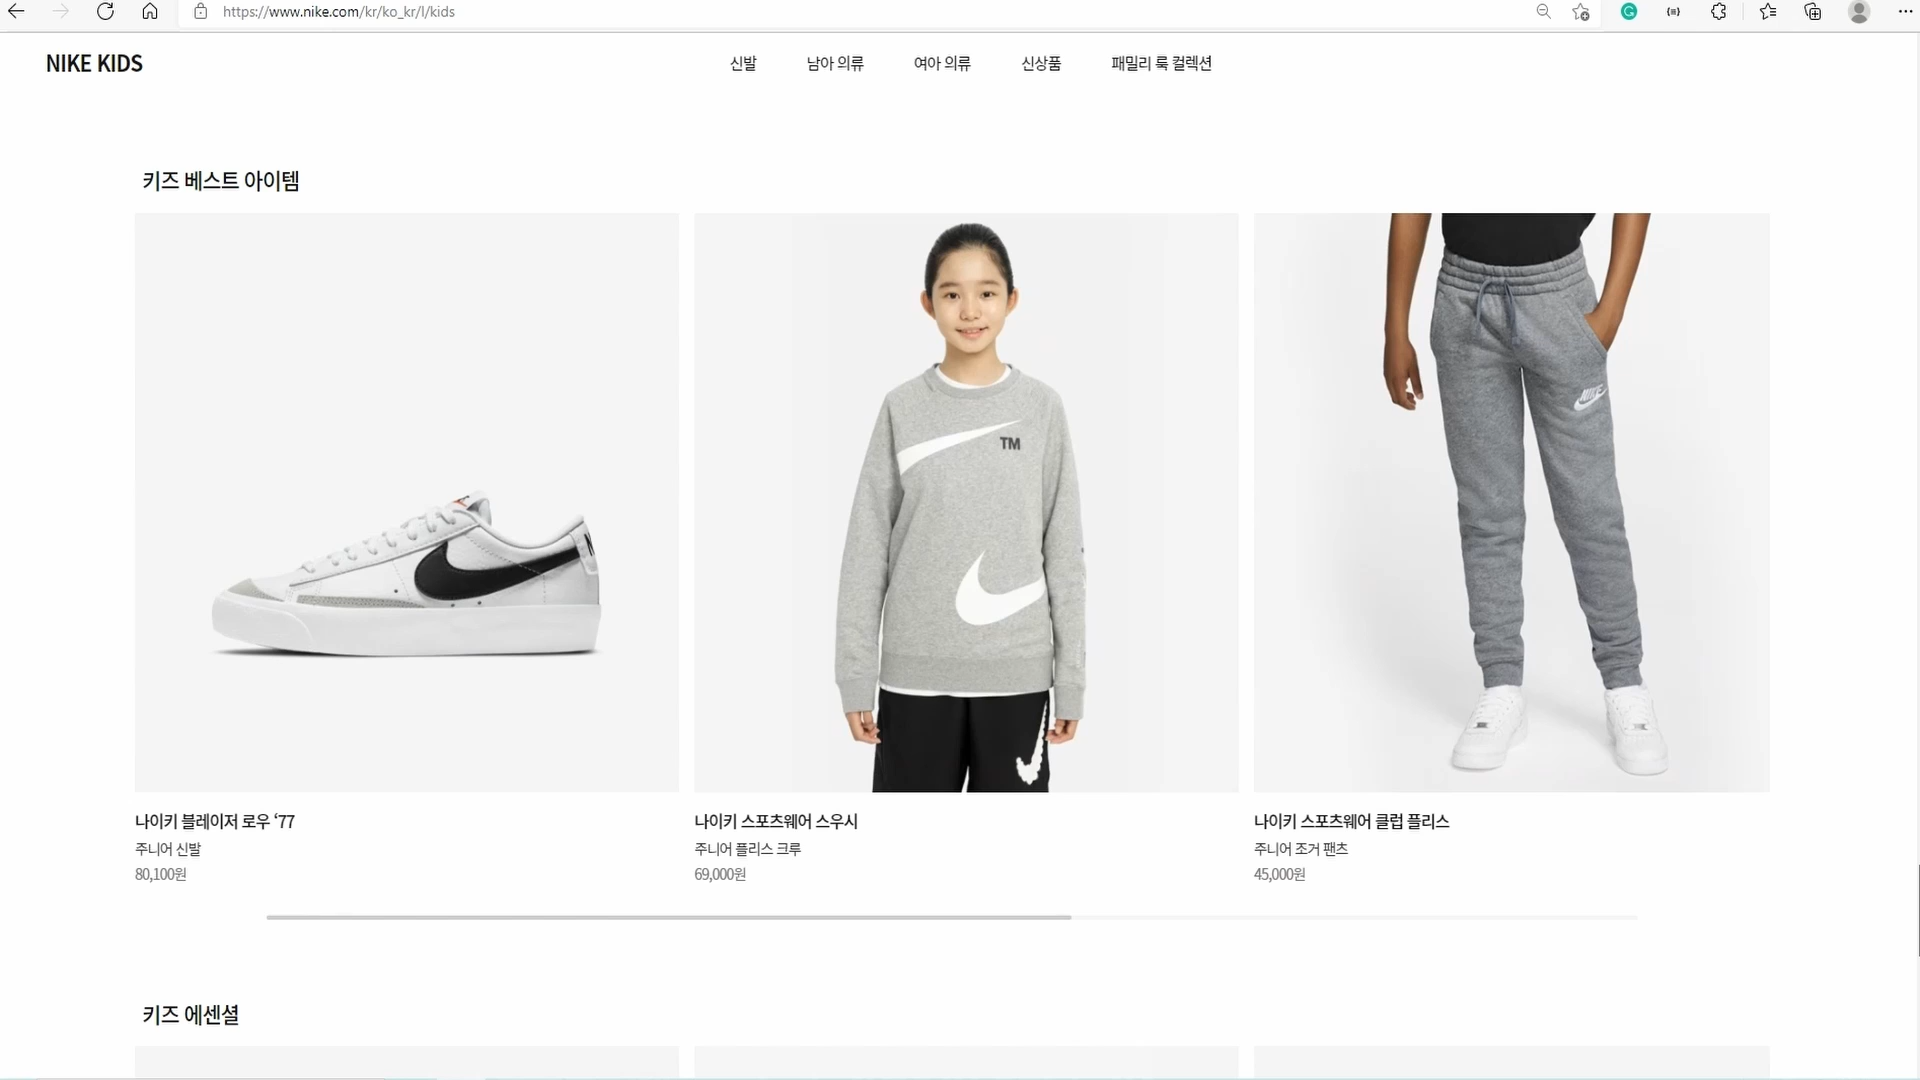 https://www.nike.com/kr/ko_kr/l/kids
NIKE KIDS
신발
남아 의류
여아 의류
신상품
패밀리 룩 컬렉션
키즈 베스트 아이템
TM
NIKE
나이키 블레이저 로우 ‘77
주니어 신발
80,100원
나이키 스포츠웨어 스우시
주니어 플리스 크루
69,000원
나이키 스포츠웨어 클럽 플리스
주니어 조거 팬츠
45,000원
키즈 에센셜